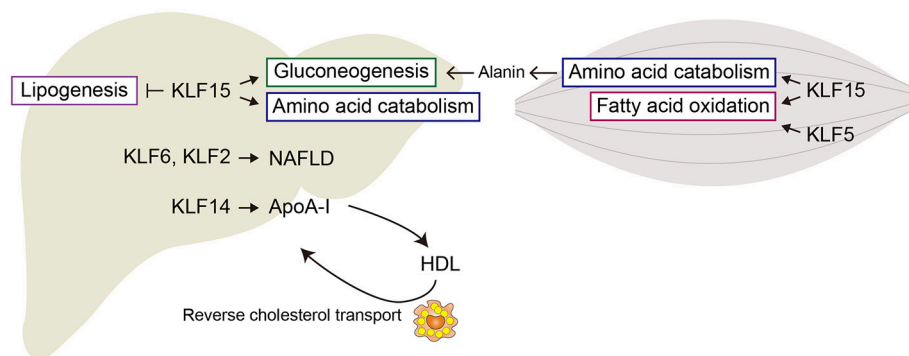 Gluconeogenesis
Alanin
Amino acid catabolism
Lipogenesis
KLF15
KLF15
Amino acid catabolism
Fatty acid oxidation
KLF5
KLF6, KLF2
NAFLD
KLF14
ApoA-I
HDL
Reverse cholesterol transport